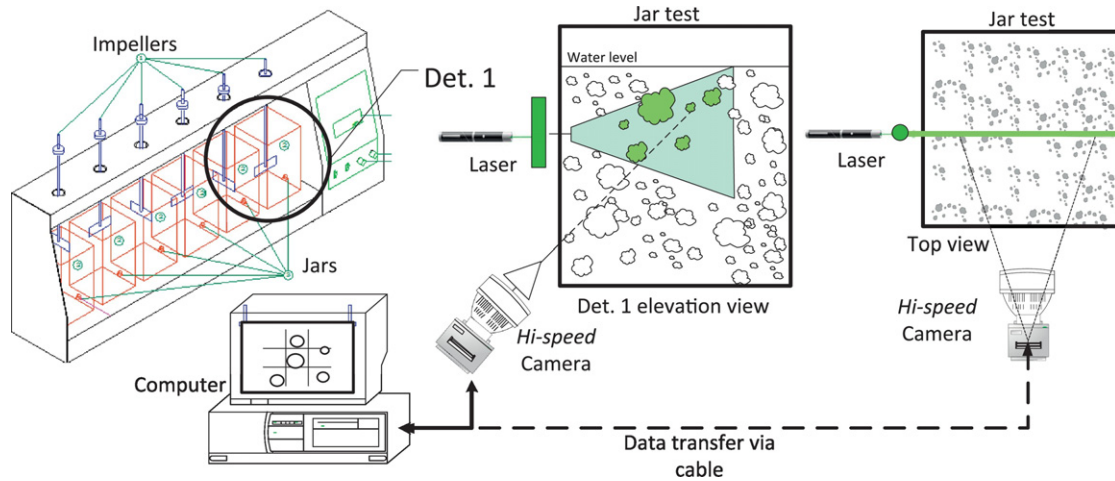 Impellers
Det. 1
Jars
Computer
Jar test
Water level
Laser
Det. 1 elevation view
Hi-speed
Camera
Jar test
Laser
Top view
Hi-speed
Camera
Data transfer via
cable